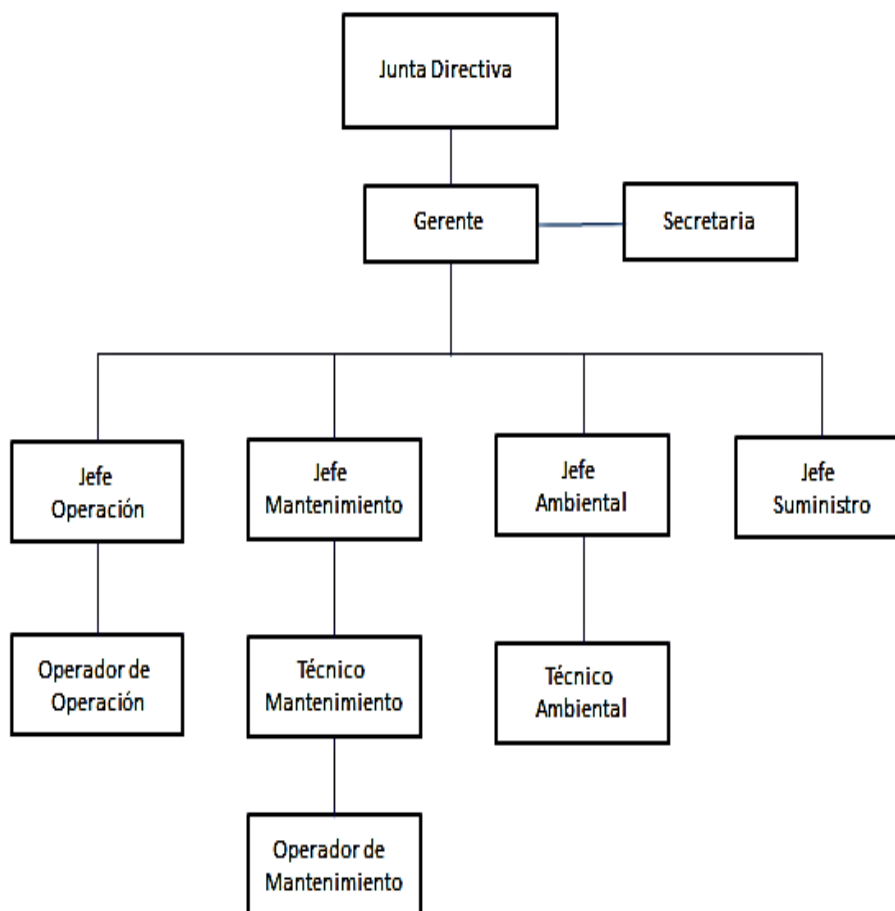 Junta Directiva
Gerente
Secretaria
Jefe
Operación
Jefe
Mantenimiento
Jefe
Ambiental
Jefe
Suministro
Operador de
Operación
Técnico
Mantenimiento
Técnico
Ambiental
Operador de
Mantenimiento